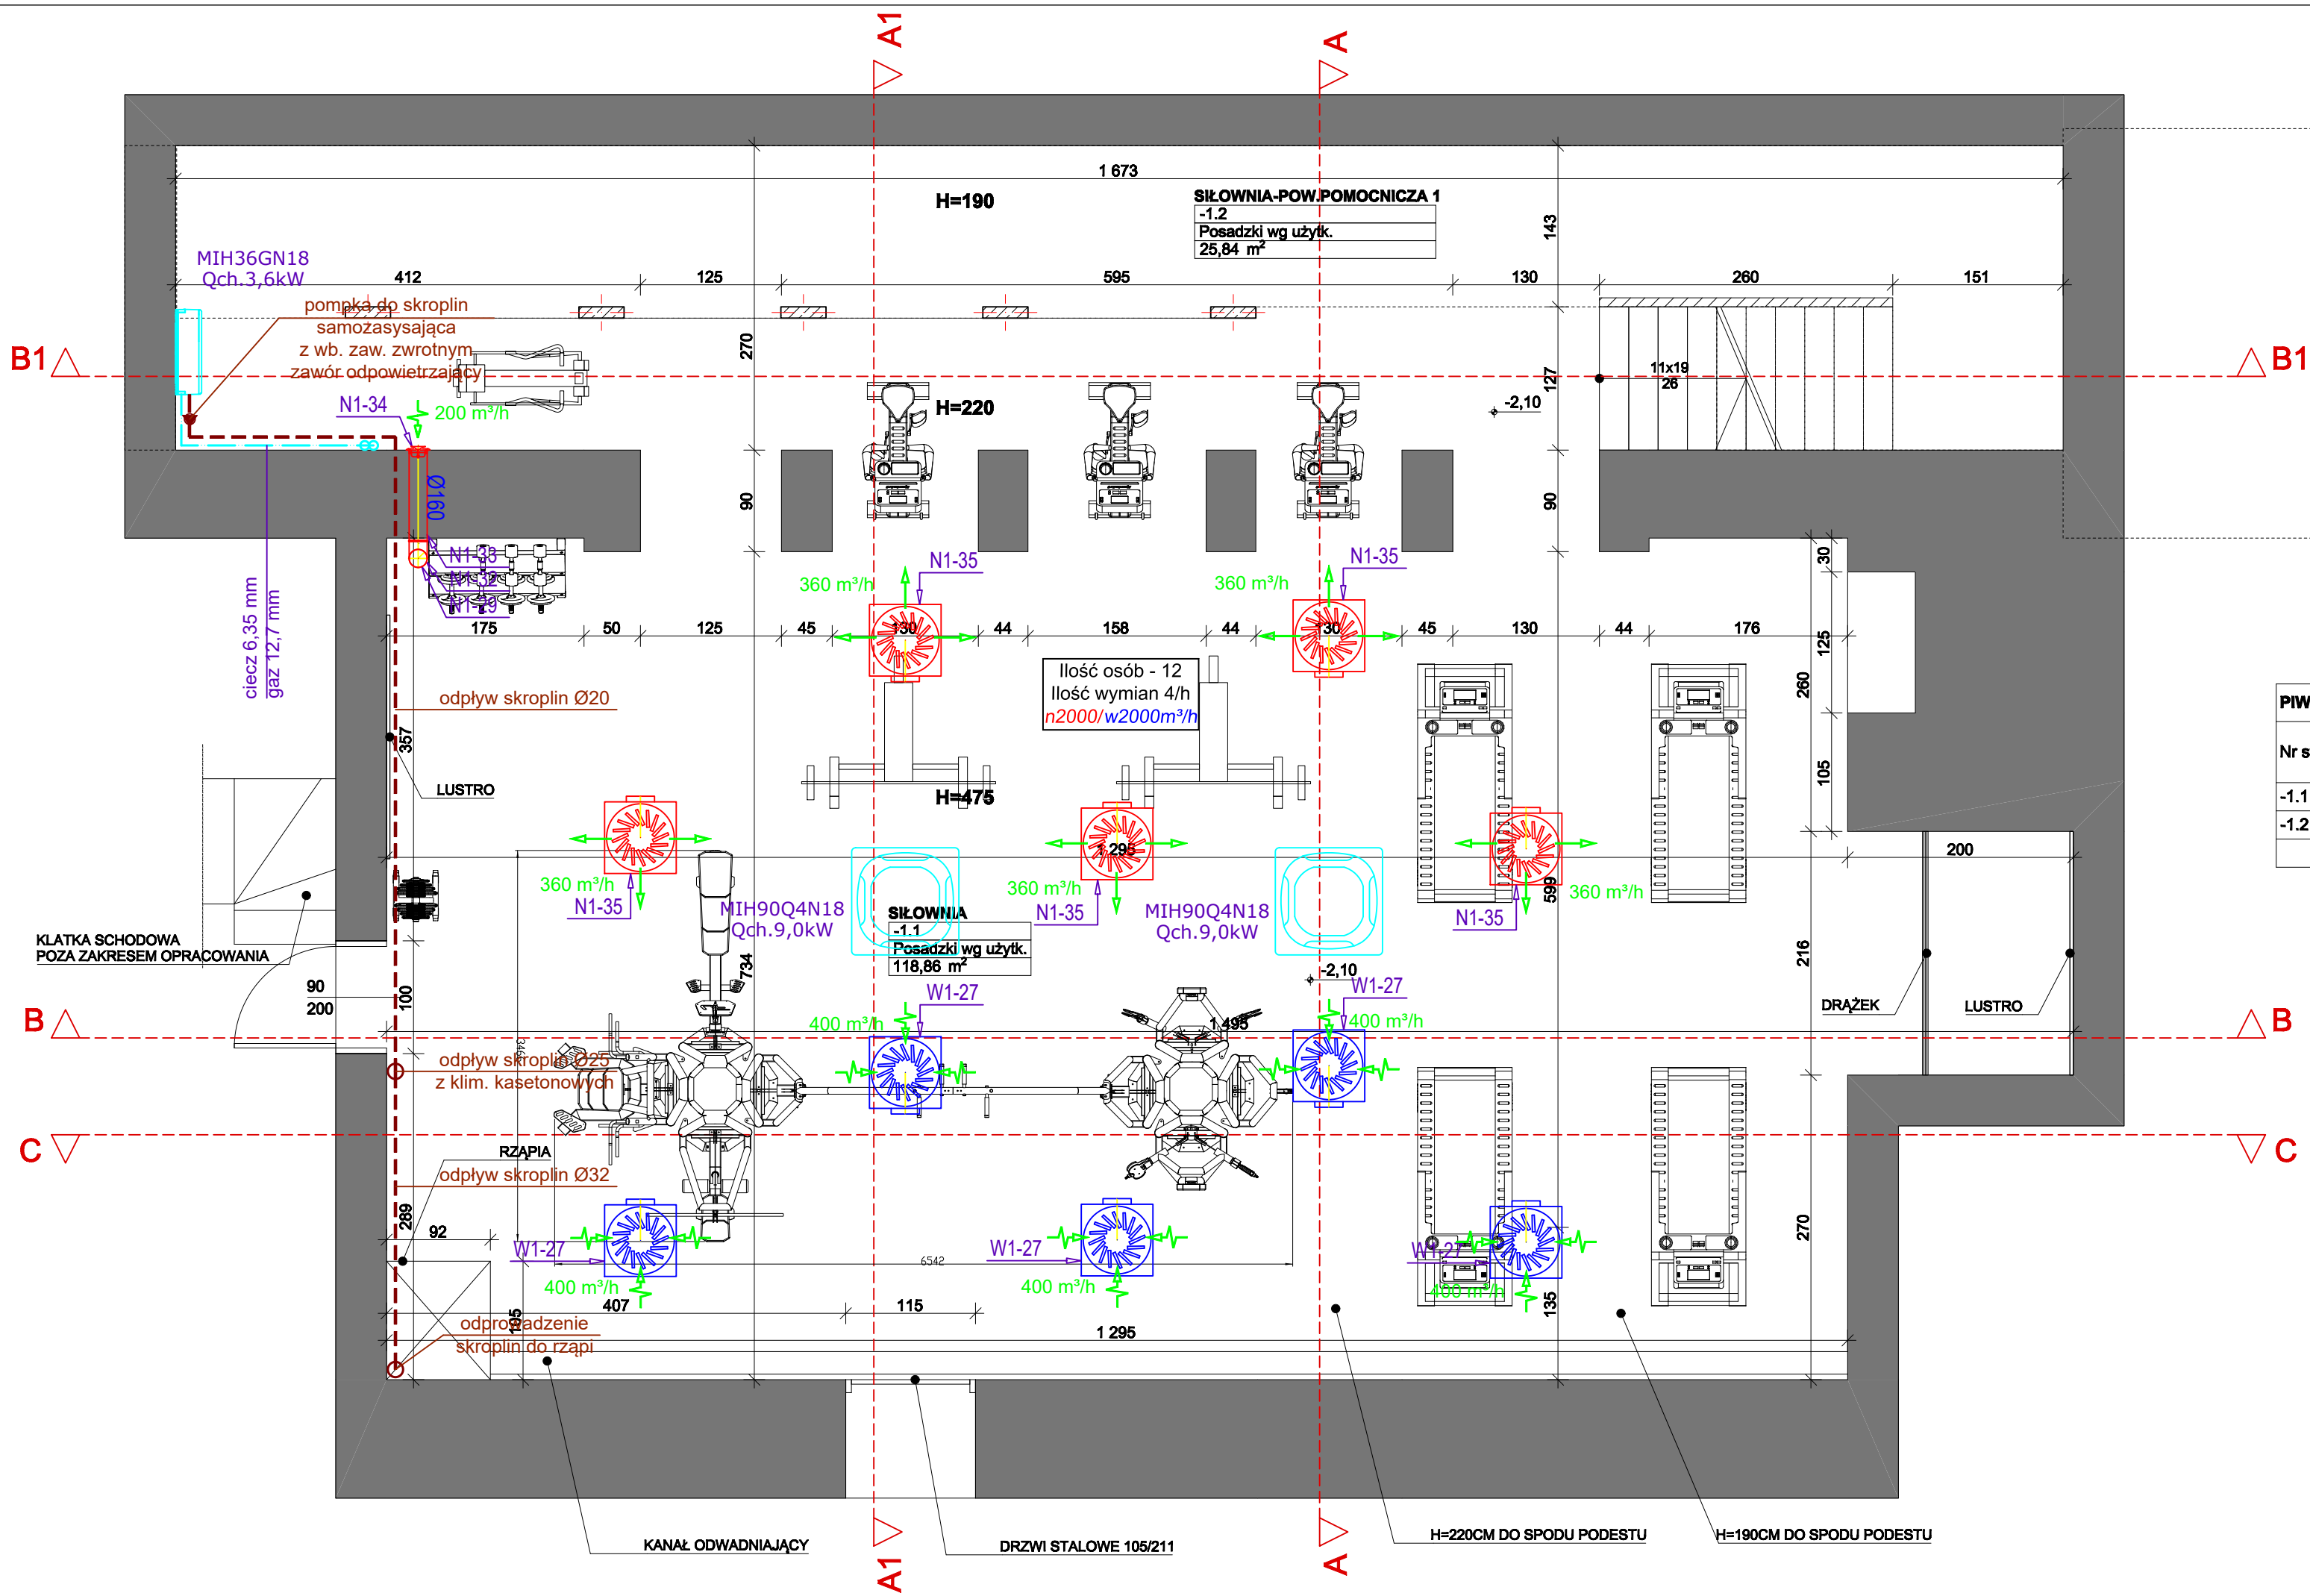 A1
A
1 673
H=190
SIŁOWNIA-POW.POMOCNICZA 1
-1.2
Posadzki wg użytk.
25,84 m²
143
MIH36GN18
Qch.3,6kW
412
125
595
130
260
151
pompka do skroplin
samozasysająca
z wb. zaw. zwrotnym
zawór odpowietrzający
270
127
B1
B1
11x19
26
N1-34
200 m³/h
H=220
-2,10
Ø160
90
90
N1-33
N1-32
N1-29
ciecz 6,35 mm
gaz 12,7 mm
N1-35
360 m³/h
N1-35
360 m³/h
30
175
50
125
45
130
44
158
44
130
45
130
44
176
125
260
105
Ilość osób - 12
Ilość wymian 4/h
n2000/w2000m³/h
odpływ skroplin Ø20
357
LUSTRO
H=475
PIW
Nr s
-1.1
-1.2
1 295
200
360 m³/h
N1-35
360 m³/h
N1-35
599
360 m³/h
N1-35
MIH90Q4N18
Qch.9,0kW
SIŁOWNIA
-1.1
Posadzki wg użytk.
118,86 m²
MIH90Q4N18
Qch.9,0kW
-2,10
734
216
KLATKA SCHODOWA
POZA ZAKRESEM OPRACOWANIA
90
200
100
W1-27
400 m³/h
W1-27
400 m³/h
DRĄŻEK
LUSTRO
B
B
1 495
odpływ skroplin Ø25
z klim. kasetonowych
C
C
RZĄPIA
odpływ skroplin Ø32
289
92
W1-27
400 m³/h
6542
W1-27
400 m³/h
W1-27
400 m³/h
270
135
407
115
105
1 295
odprowadzenie
skroplin do rząpi
KANAŁ ODWADNIAJĄCY
DRZWI STALOWE 105/211
H=220CM DO SPODU PODESTU
H=190CM DO SPODU PODESTU
A1
A